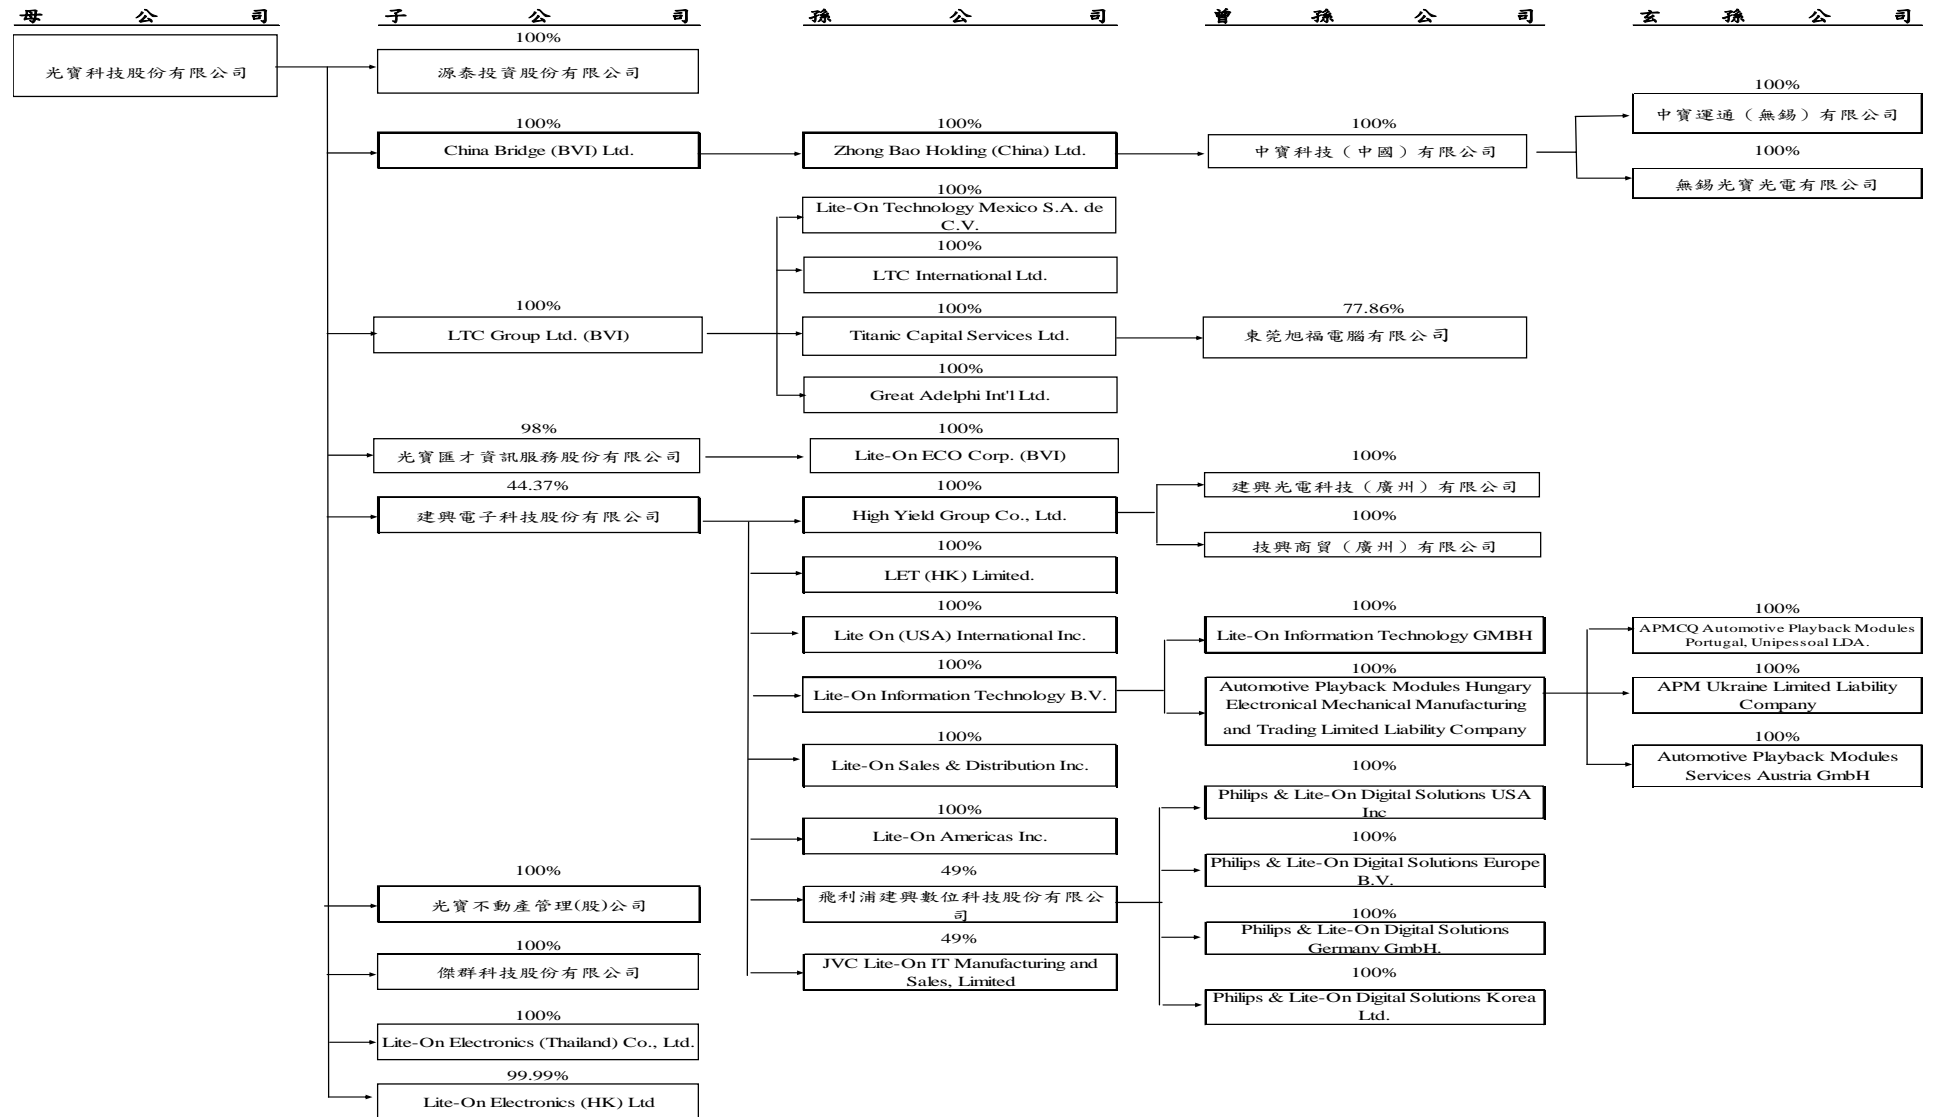 母公司 子公司 孫公司 曾孫公司 玄孫公司
光寶科技股份有限公司
100%
源泰投資股份有限公司
100%
China Bridge (BVI) Ltd.
100%
Zhong Bao Holding (China) Ltd.
100%
中寶科技（中國）有限公司
100%
中寶運通（無錫）有限公司
100%
無錫光寶光電有限公司
100%
LTC Group Ltd. (BVI)
100%
Lite-On Technology Mexico S.A. de
C.V.
100%
LTC International Ltd.
100%
Titanic Capital Services Ltd.
77.86%
東莞旭福電腦有限公司
100%
Great Adelphi Int'l Ltd.
98%
光寶匯才資訊服務股份有限公司
100%
Lite-On ECO Corp. (BVI)
44.37%
建興電子科技股份有限公司
100%
High Yield Group Co., Ltd.
100%
建興光電科技（廣州）有限公司
100%
技興商貿（廣州）有限公司
100%
LET (HK) Limited.
100%
Lite On (USA) International Inc.
100%
Lite-On Information Technology B.V.
100%
Lite-On Information Technology GMBH
100%
Automotive Playback Modules Hungary
Electronical Mechanical Manufacturing
and Trading Limited Liability Company
100%
APMCQ Automotive Playback Modules
Portugal, Unipessoal LDA.
100%
APM Ukraine Limited Liability
Company
100%
Automotive Playback Modules
Services Austria GmbH
100%
Lite-On Sales & Distribution Inc.
100%
Lite-On Americas Inc.
49%
飛利浦建興數位科技股份有限公
司
100%
Philips & Lite-On Digital Solutions USA
Inc
100%
Philips & Lite-On Digital Solutions Europe
B.V.
100%
Philips & Lite-On Digital Solutions
Germany GmbH.
100%
Philips & Lite-On Digital Solutions Korea
Ltd.
49%
JVC Lite-On IT Manufacturing and
Sales, Limited
100%
光寶不動產管理(股)公司
100%
傑群科技股份有限公司
100%
Lite-On Electronics (Thailand) Co., Ltd.
99.99%
Lite-On Electronics (HK) Ltd